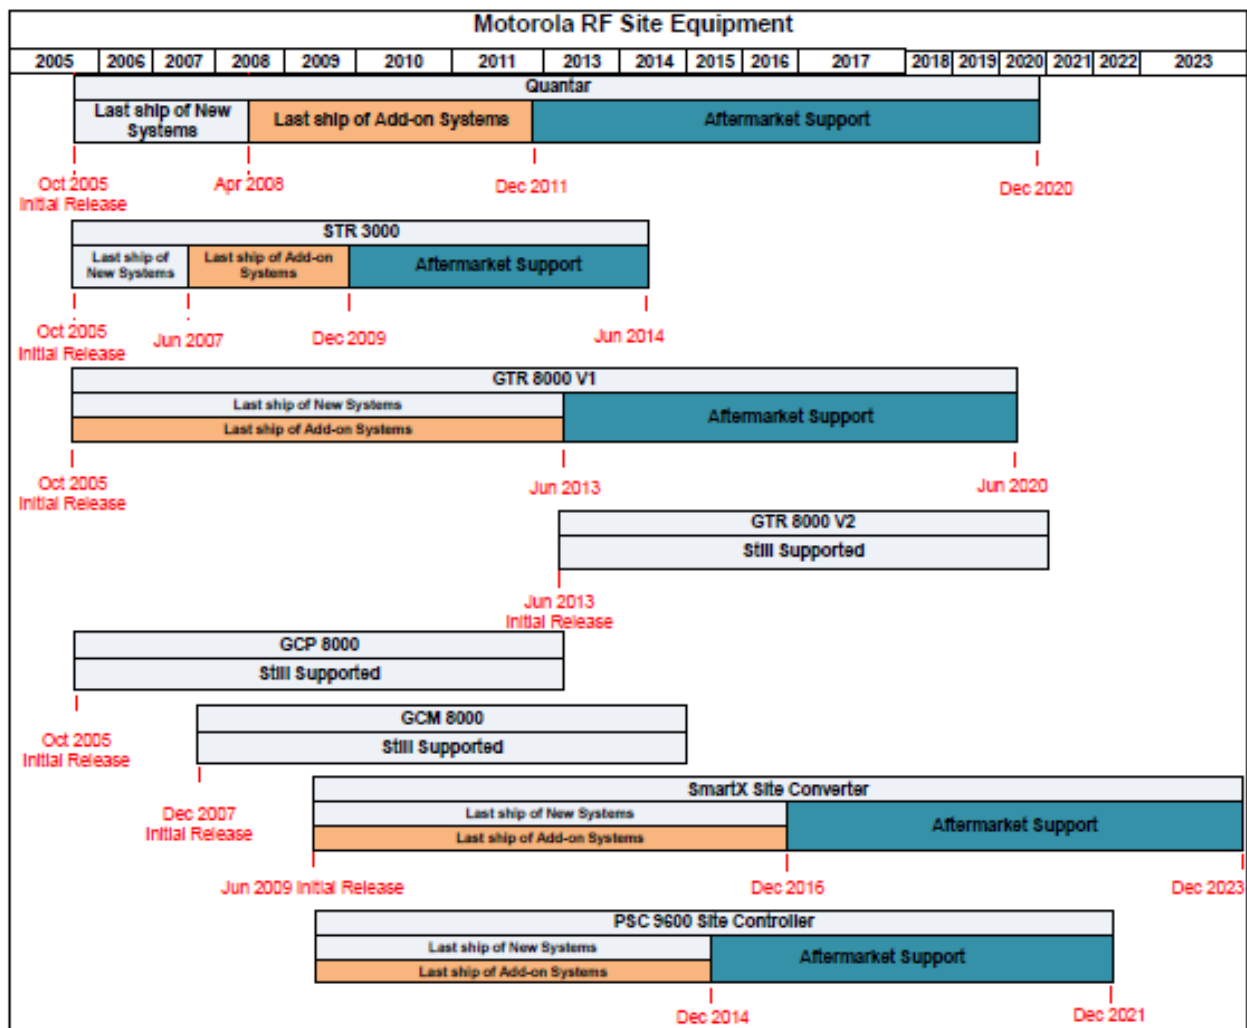 Motorola RF Site Equipment
2005 2006 2007 2008 2009 2010 2011 2013 2014 2015 2016 2017 2018 2019 2020 2021 2022 2023
Quantar
Last ship of New
Systems
Last ship of Add-on Systems
Aftermarket Support
Oct 2005
Initial Release
Apr 2008
Dec 2011
Dec 2020
STR 3000
Last ship of
New Systems
Last ship of Add-on
Systems
Aftermarket Support
Oct 2005
Initial Release
Jun 2007
Dec 2009
Jun 2014
GTR 8000 V1
Last ship of New Systems
Last ship of Add-on Systems
Aftermarket Support
Oct 2005
Initial Release
Jun 2013
Jun 2020
GTR 8000 V2
Still Supported
Jun 2013
Initial Release
GCP 8000
Still Supported
Oct 2005
Initial Release
GCM 8000
Still Supported
Dec 2007
Initial Release
SmartX Site Converter
Last ship of New Systems
Last ship of Add-on Systems
Aftermarket Support
Jun 2009 Initial Release
Dec 2016
Dec 2023
PSC 9600 Site Controller
Last ship of New Systems
Last ship of Add-on Systems
Aftermarket Support
Dec 2014
Dec 2021